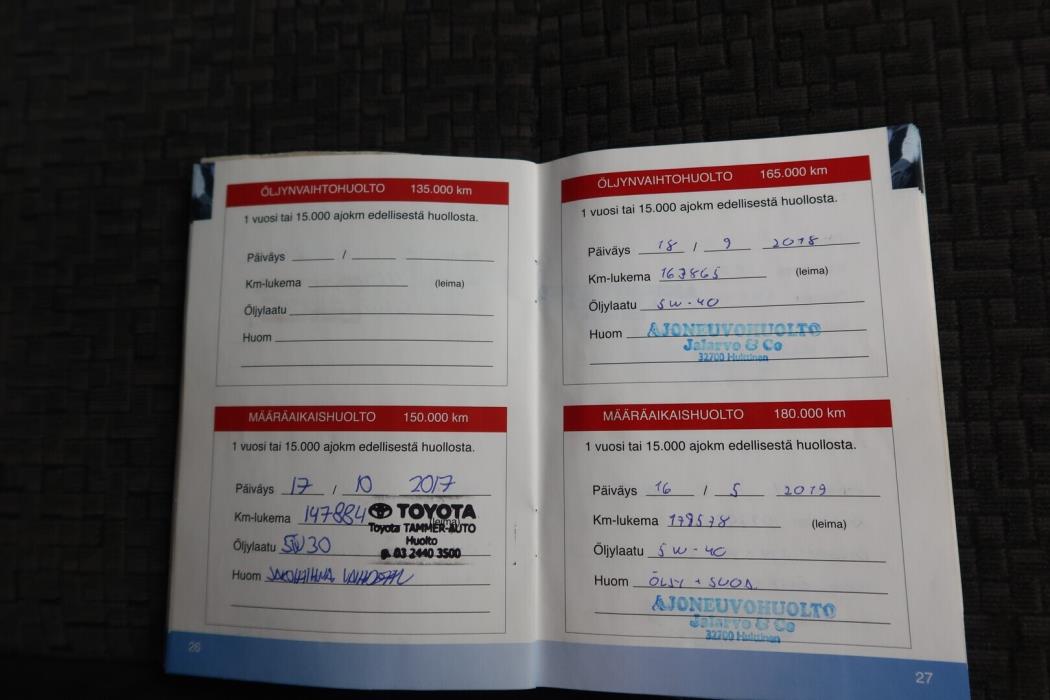 ÖLJYNVAIHTOHUOLTO 135.000 km
1 vuosi tai 15.000 ajokm edellisestä huollosta.
Päiväys /
Km-lukema (leima)
Öljylaatu
Huom
MÄÄRÄAIKAISHUOLTO 150.000 km
1 vuosi tai 15.000 ajokm edellisestä huollosta.
Päiväys 17 / 10 2017
Km-lukema 147884 (leima)
TOYOTA
Toyota TAMMER-AUTO
Huolto
p. 03 2440 3500
Öljylaatu 5W30
Huom
26
ÖLJYNVAIHTOHUOLTO 165.000 km
1 vuosi tai 15.000 ajokm edellisestä huollosta.
Päiväys 18 / 9 2018
Km-lukema 167865 (leima)
Öljylaatu 5W-40
Huom
AJONEUVOHUOLTO
Jalarvo & Co
32700 Huittinen
MÄÄRÄAIKAISHUOLTO 180.000 km
1 vuosi tai 15.000 ajokm edellisestä huollosta.
Päiväys 16 / 5 2019
Km-lukema 179578 (leima)
Öljylaatu 5W-40
Huom ÖLJY + SUOD.
AJONEUVOHUOLTO
Jalarvo & Co
32700 Huittinen
27